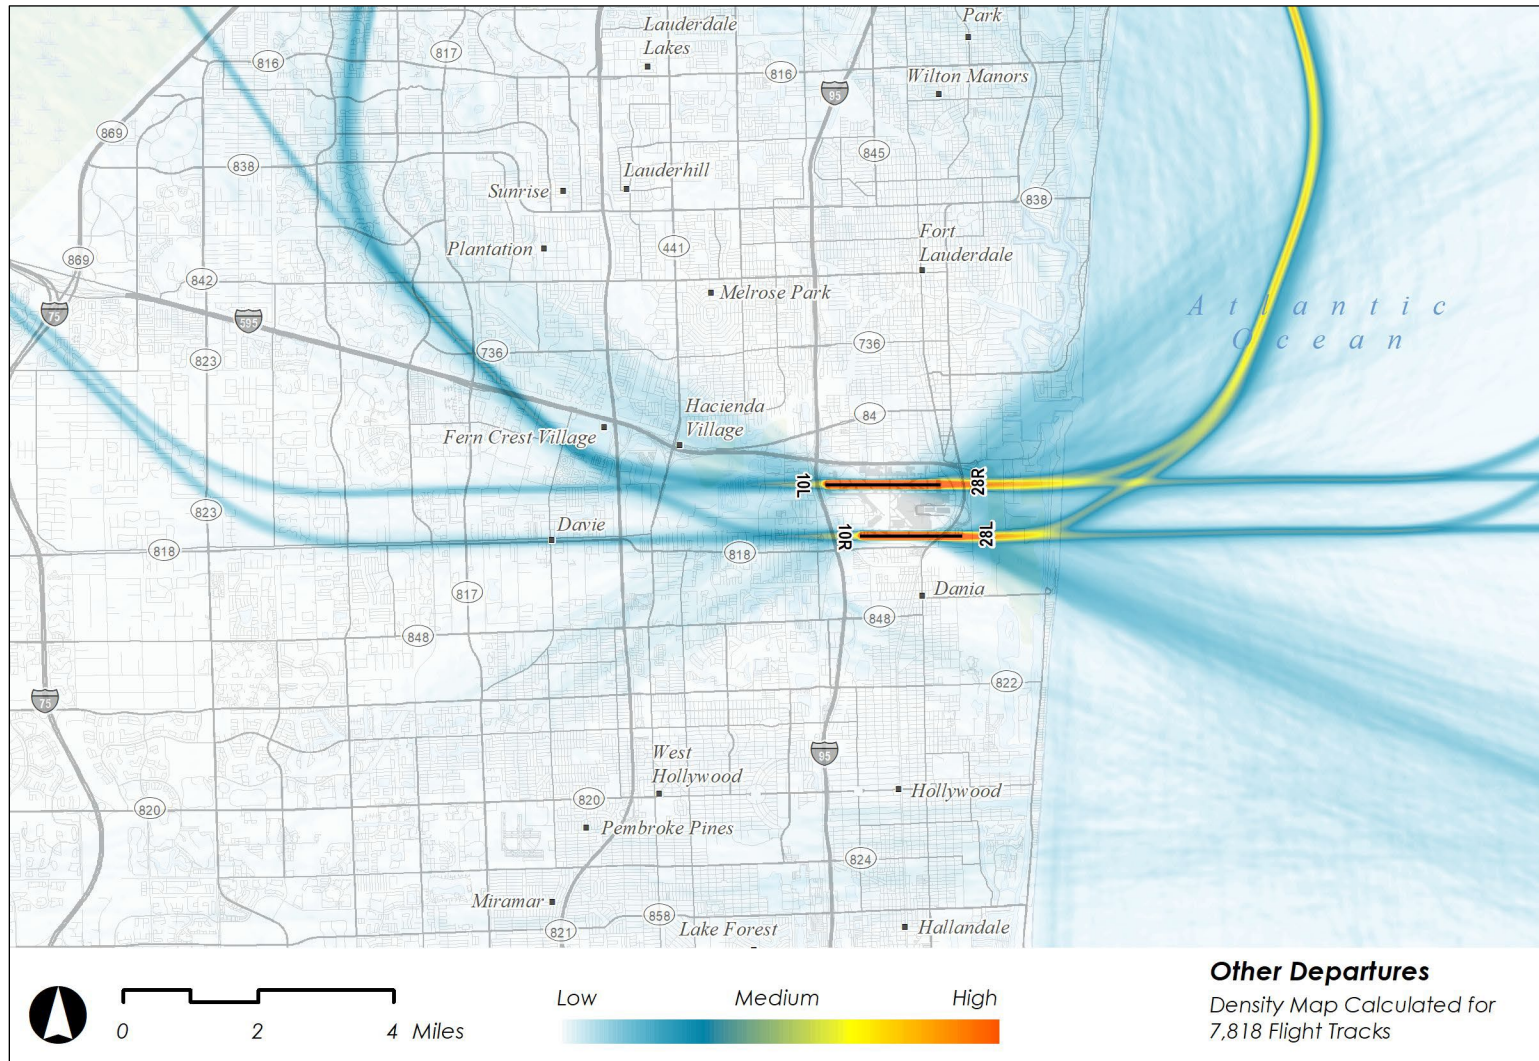 Lauderdale
Lakes
Park
816
817
816
95
Wilton Manors
869
838
845
Lauderhill
Sunrise
838
Plantation
441
Fort
Lauderdale
869
842
Melrose Park
75
595
Atlantic
Ocean
823
736
736
Hacienda
Village
84
Fern Crest Village
10L
28R
823
Davie
10R
28L
818
818
817
Dania
848
848
822
75
West
Hollywood
95
820
820
Hollywood
Pembroke Pines
824
Miramar
858
821
Lake Forest
Hallandale
Other Departures
Low
Medium
High
Density Map Calculated for
7,818 Flight Tracks
0
2
4 Miles